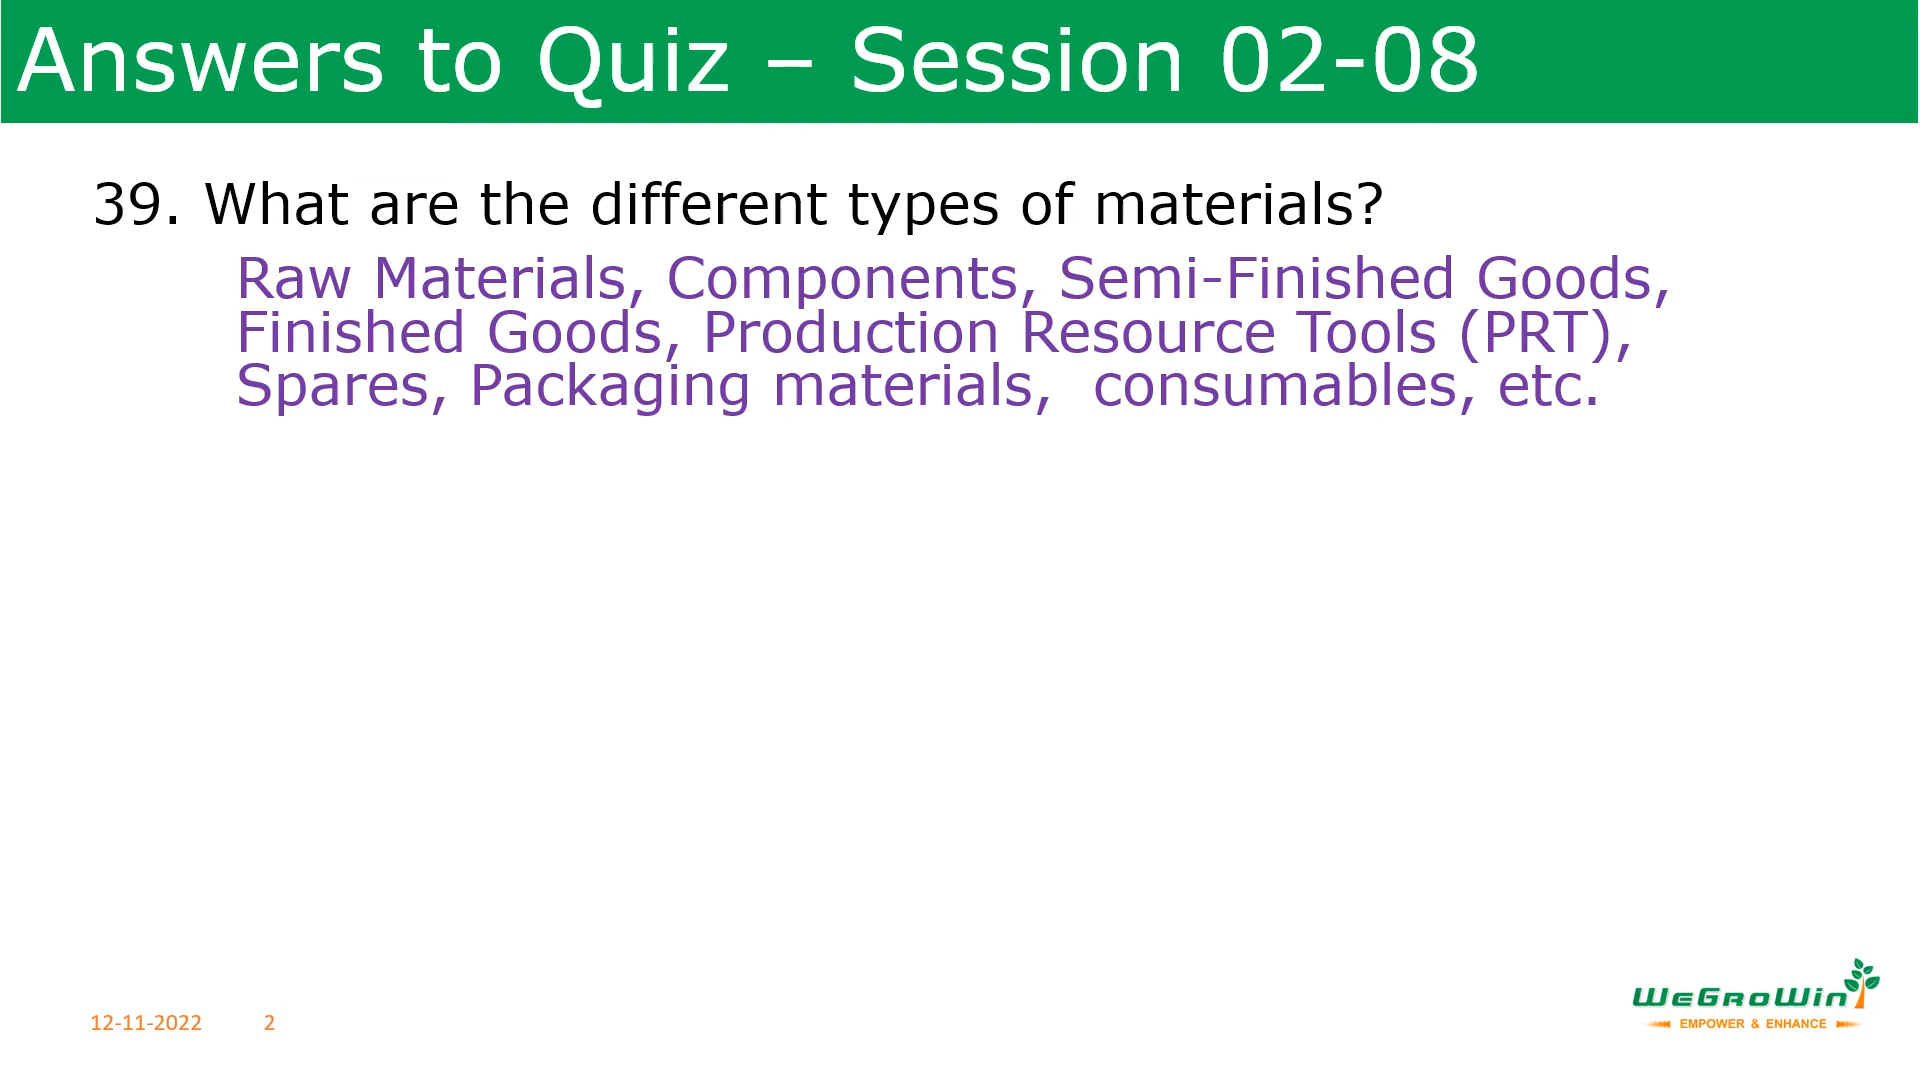 Answers to Quiz – Session 02-08
39. What are the different types of materials?
Raw Materials, Components, Semi-Finished Goods,
Finished Goods, Production Resource Tools (PRT),
Spares, Packaging materials,  consumables, etc.
12-11-2022 2
WeGroWin
EMPOWER & ENHANCE